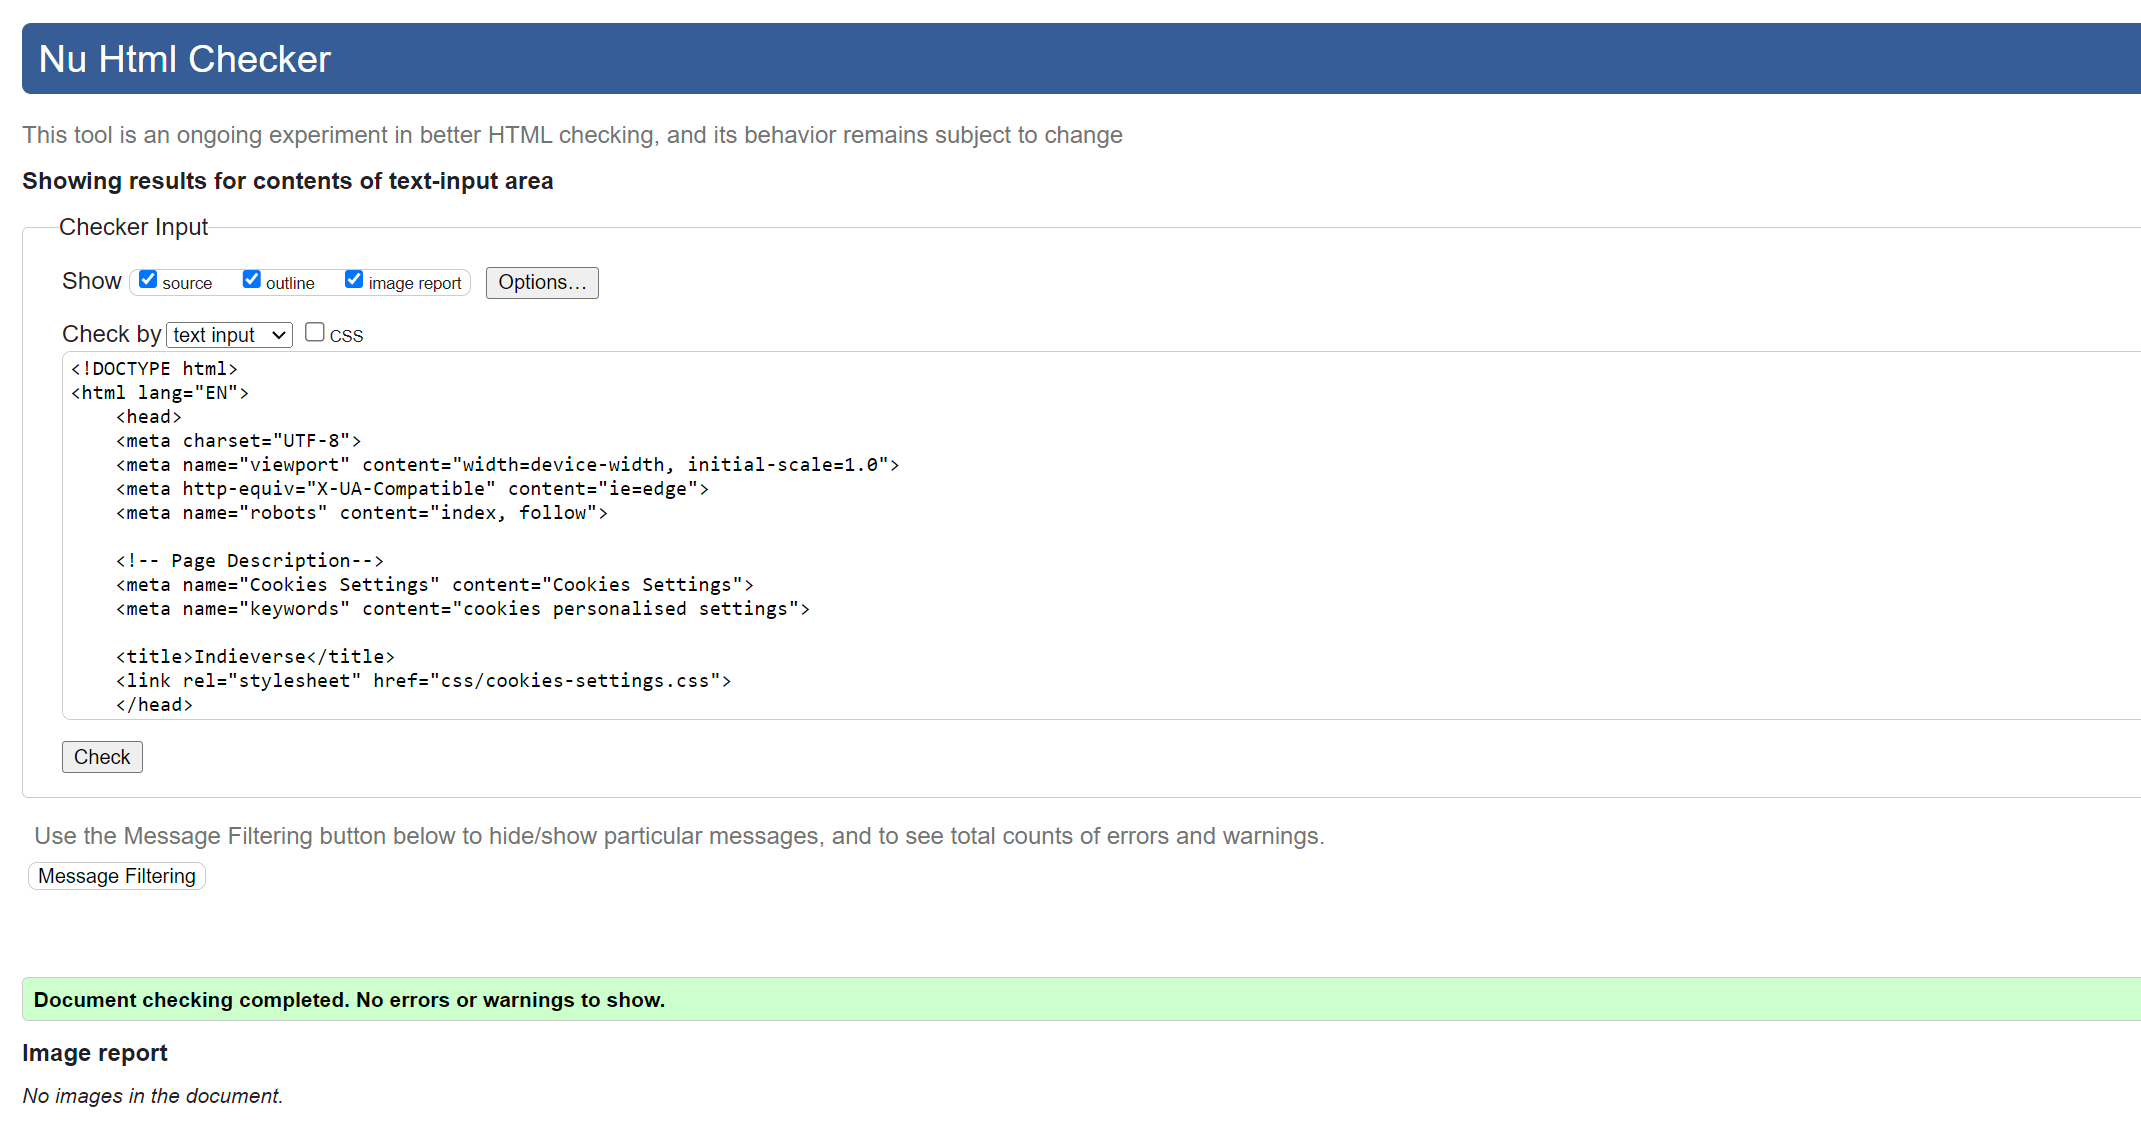 Nu Html Checker
This tool is an ongoing experiment in better HTML checking, and its behavior remains subject to change
Showing results for contents of text-input area
Checker Input
Show source outline image report Options...
Check by text input CSS
<!DOCTYPE html>
<html lang="EN">
    <head>
    <meta charset="UTF-8">
    <meta name="viewport" content="width=device-width, initial-scale=1.0">
    <meta http-equiv="X-UA-Compatible" content="ie=edge">
    <meta name="robots" content="index, follow">

    <!-- Page Description-->
    <meta name="Cookies Settings" content="Cookies Settings">
    <meta name="keywords" content="cookies personalised settings">

    <title>Indieverse</title>
    <link rel="stylesheet" href="css/cookies-settings.css">
    </head>
Check
Use the Message Filtering button below to hide/show particular messages, and to see total counts of errors and warnings.
Message Filtering
Document checking completed. No errors or warnings to show.
Image report
No images in the document.